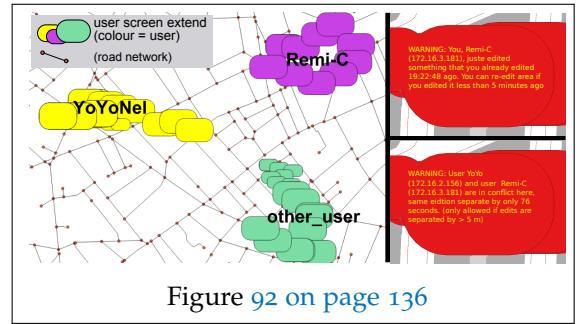 user screen extend
(colour = user)
(road network)
Remi-C
YoYoNel
other_user
WARNING: You, Remi-C
(172.16.3.181), juste edited
something that you already edited
19:22:48 ago. You can re-edit area if
you edited it less than 5 minutes ago
WARNING: User YoYo
(172.16.2.156) and user Remi-C
(172.16.3.181) are in conflict here,
same eidtion separate by only 76
seconds. (only allowed if edits are
separated by > 5 m)
Figure 92 on page 136